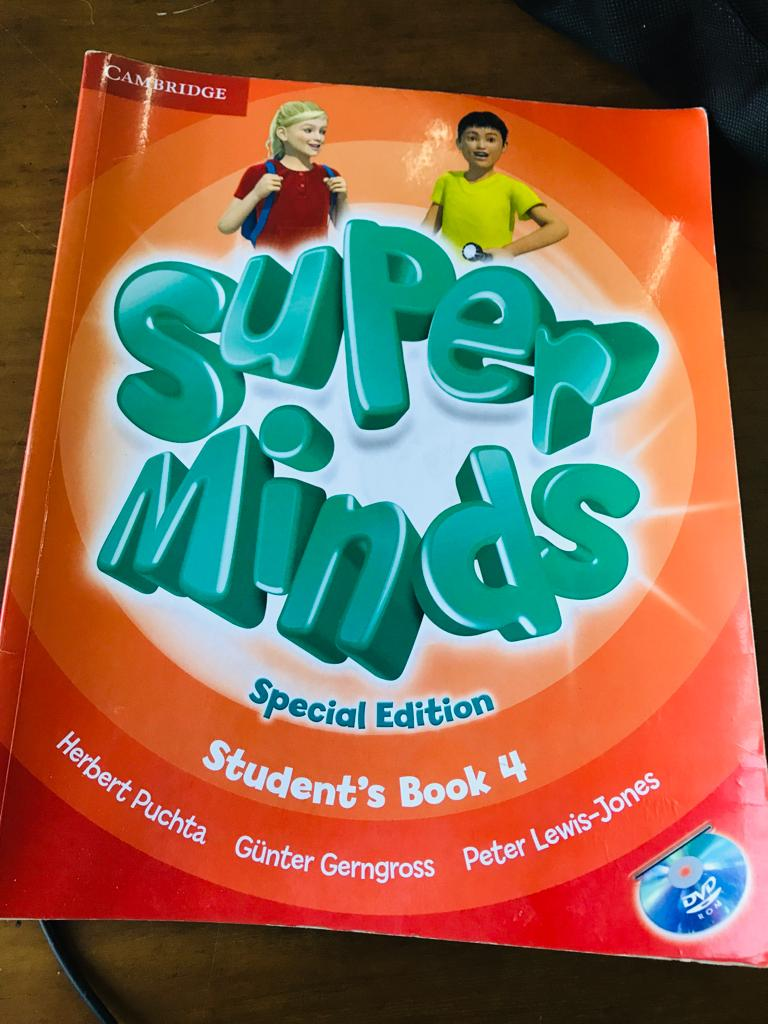 CAMBRIDGE
Super
Minds
Special Edition
Student's Book 4
Herbert Puchta
Günter Gerngross
Peter Lewis-Jones
DVD
ROM